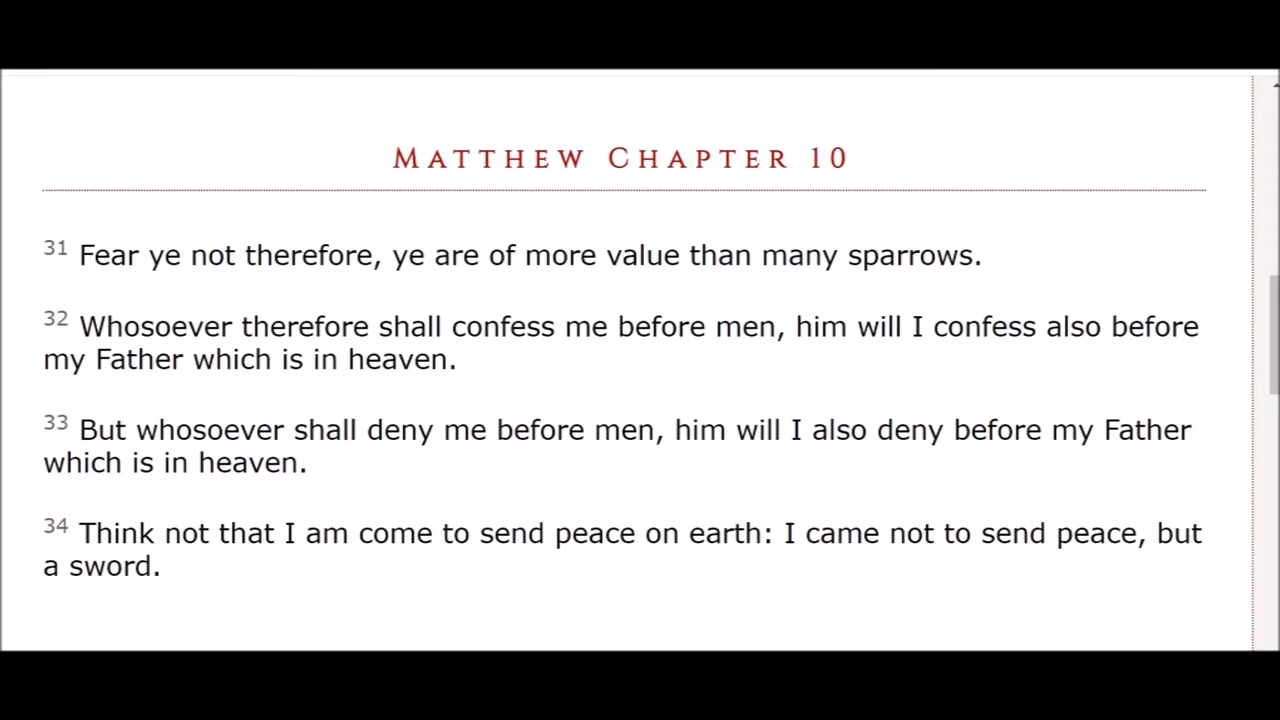 MATTHEW CHAPTER 10
31 Fear ye not therefore, ye are of more value than many sparrows.
32 Whosoever therefore shall confess me before men, him will I confess also before
my Father which is in heaven.
33 But whosoever shall deny me before men, him will I also deny before my Father
which is in heaven.
34 Think not that I am come to send peace on earth: I came not to send peace, but
a sword.